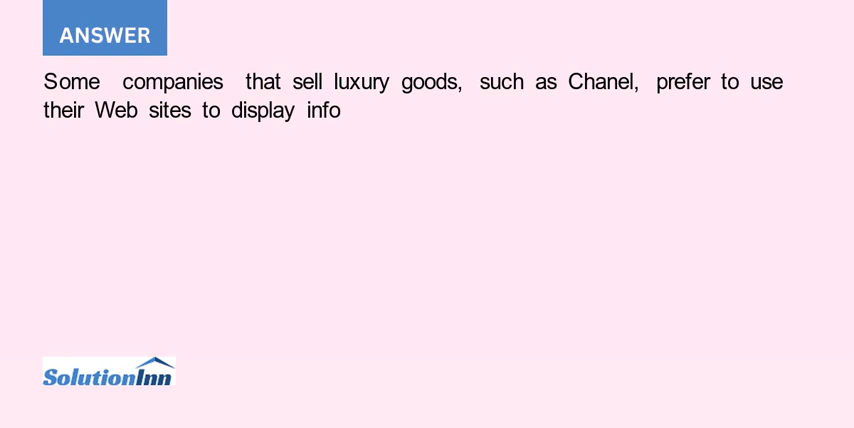 ANSWER
Some companies that sell luxury goods, such as Chanel, prefer to use
their Web sites to display info
SolutionInn